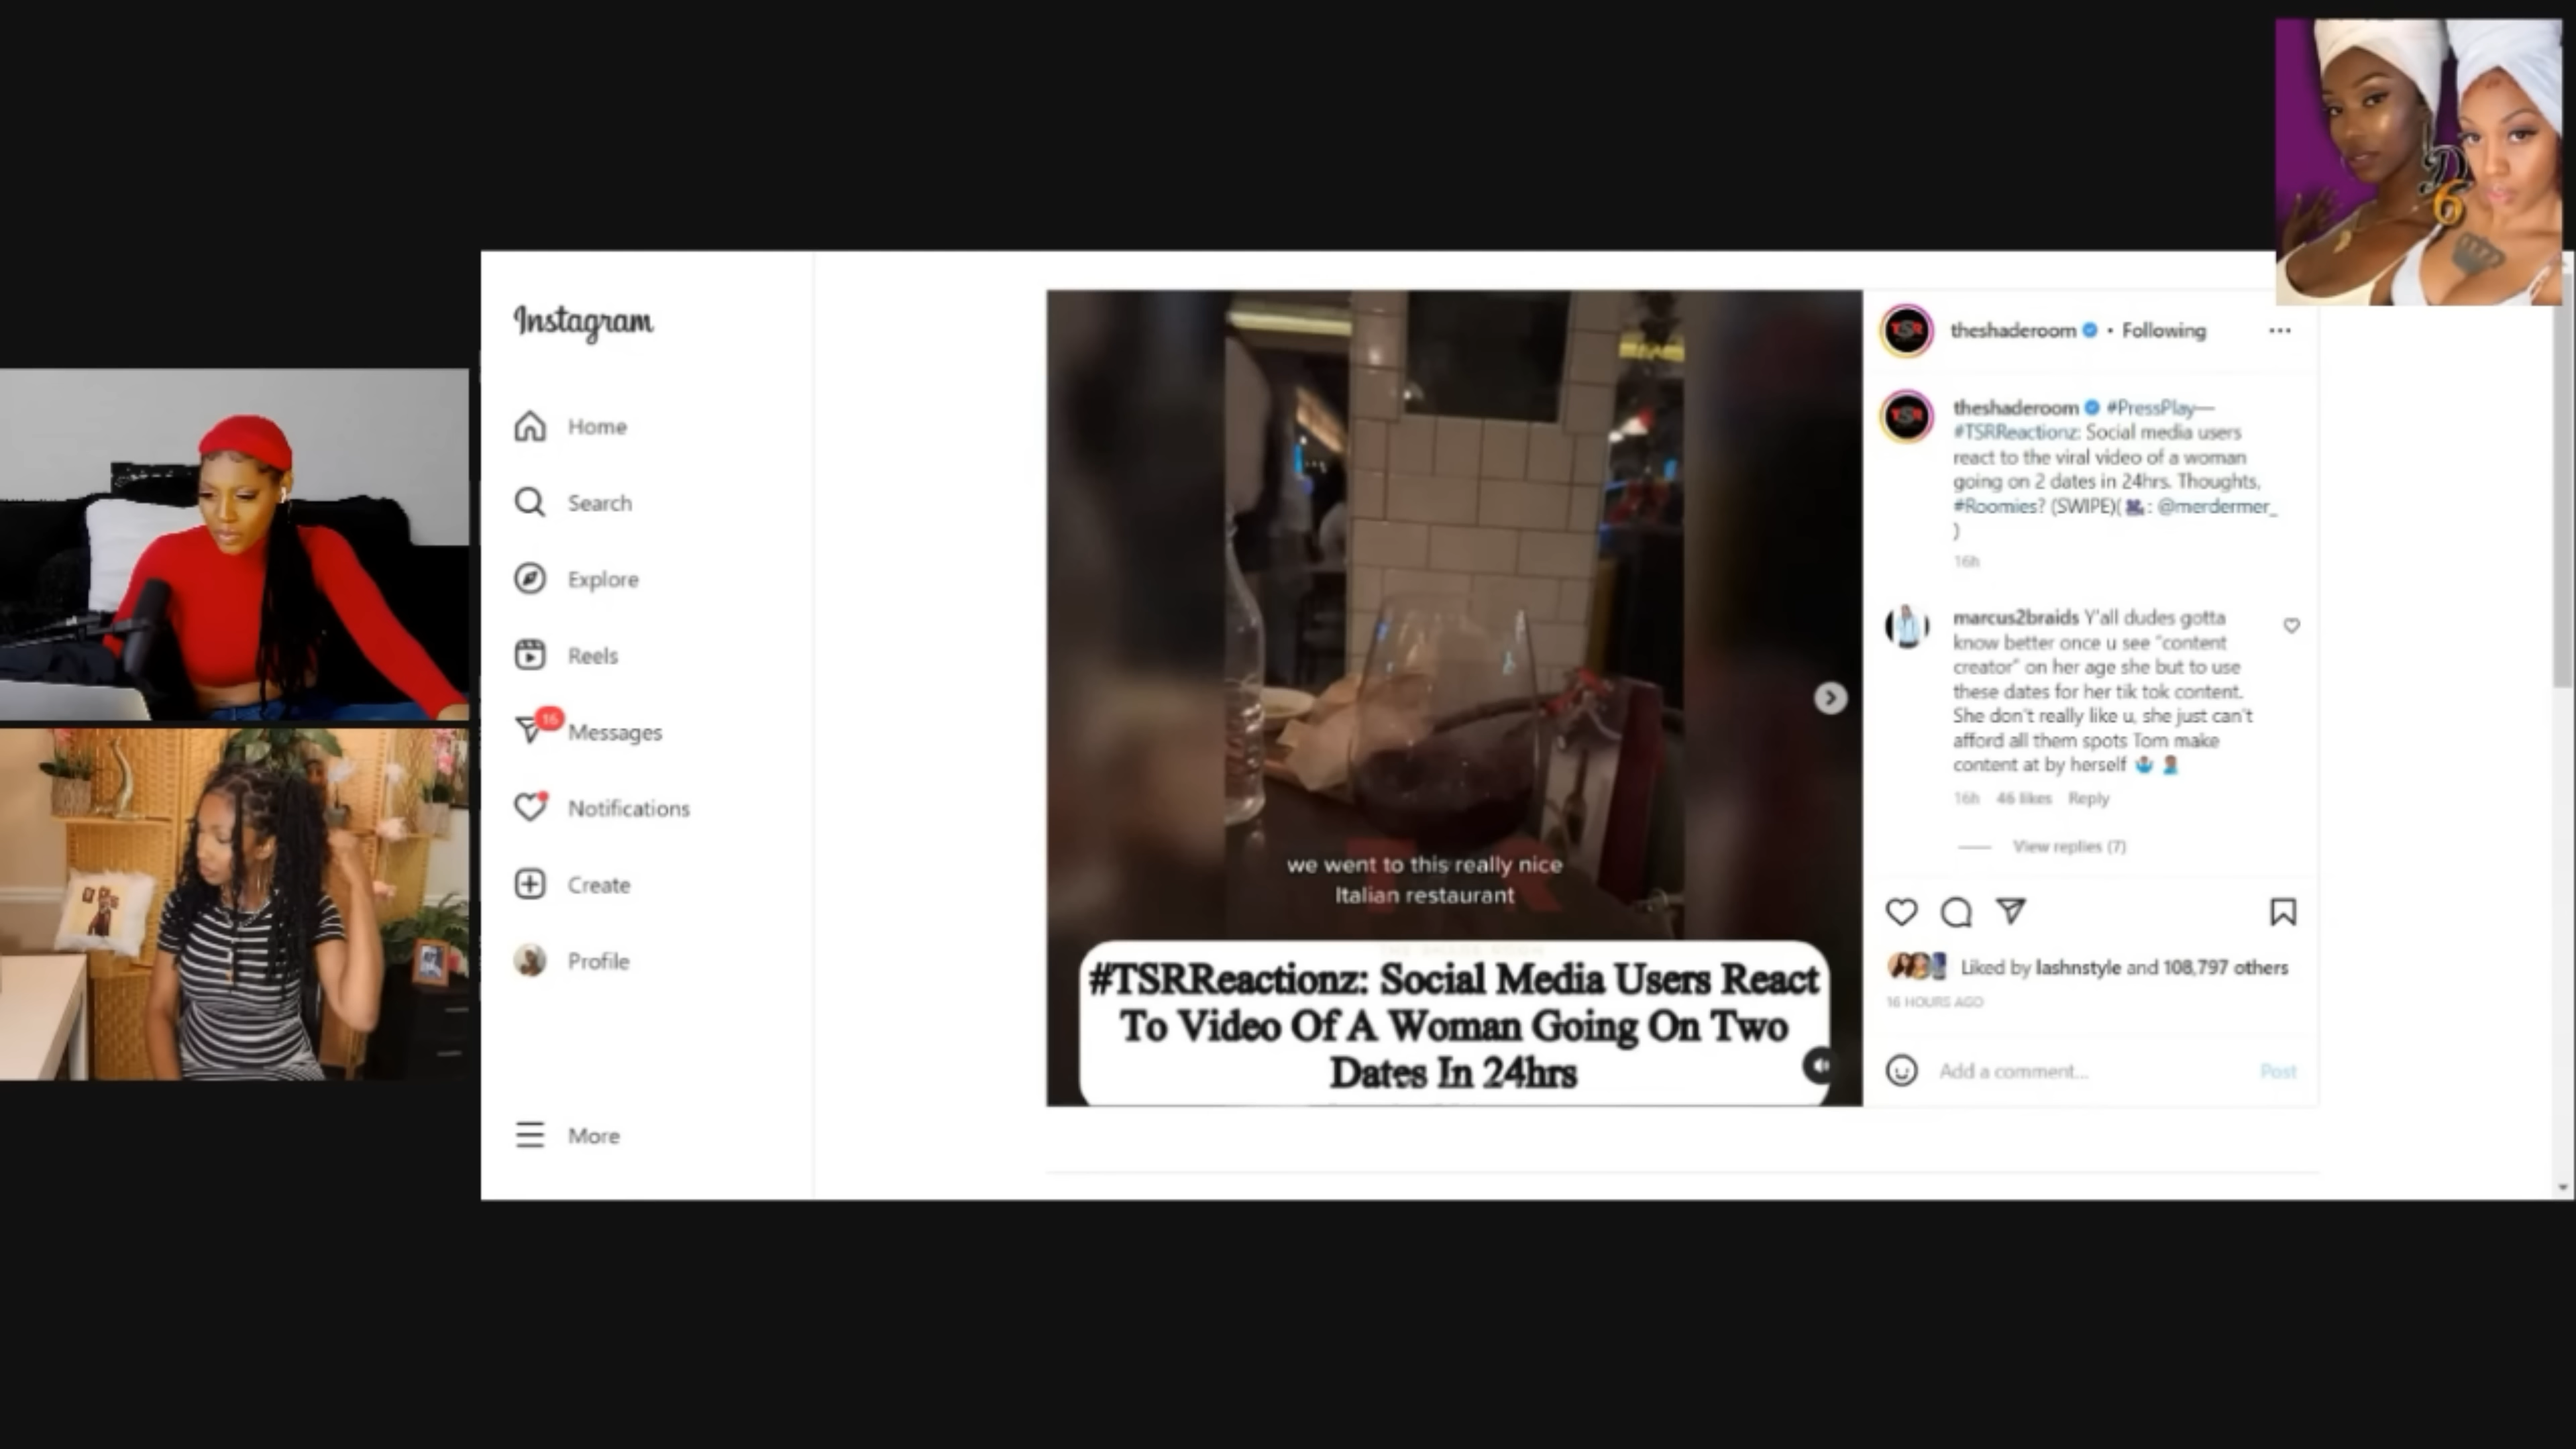 D
6
Instagram
Home
Search
Explore
Reels
16
Messages
Notifications
Create
Profile
More
we went to this really nice
Italian restaurant
#TSRReactionz: Social Media Users React
To Video Of A Woman Going On Two
Dates In 24hrs
TSR
theshaderoom • Following
TSR
theshaderoom #PressPlay—
#TSRReactionz: Social media users
react to the viral video of a woman
going on 2 dates in 24hrs. Thoughts,
#Roomies? (SWIPE)(🎥: @merdermer_
)
16h
marcus2braids Y'all dudes gotta
know better once u see "content
creator" on her age she but to use
these dates for her tik tok content.
She don't really like u, she just can't
afford all them spots Tom make
content at by herself
16h 46 likes Reply
View replies (7)
Liked by lashnstyle and 108,797 others
16 HOURS AGO
Add a comment...
Post